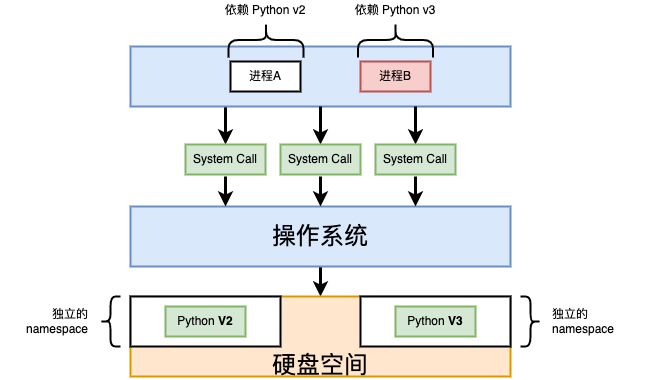 依赖 Python v2
依赖 Python v3
进程A
进程B
System Call
System Call
System Call
操作系统
独立的
namespace
Python V2
Python V3
独立的
namespace
硬盘空间